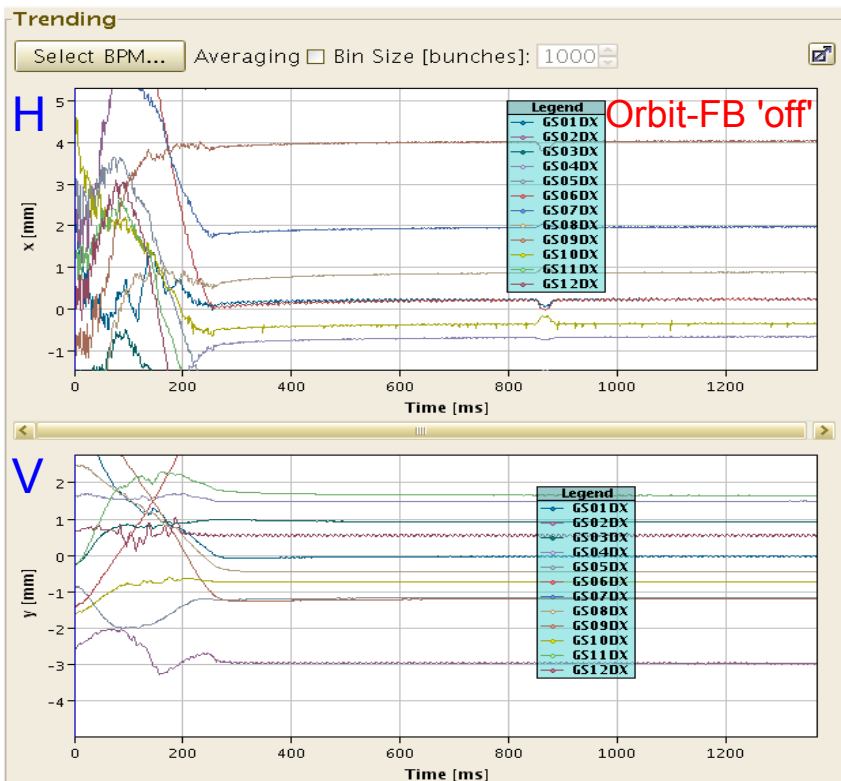 Trending
Select BPM... Averaging Bin Size [bunches]: 1000
H
Orbit-FB 'off'
Legend
GS01DX
GS02DX
GS03DX
GS04DX
GS05DX
GS06DX
GS07DX
GS08DX
GS09DX
GS10DX
GS11DX
GS12DX
x [mm]
5
4
3
2
1
0
-1
0 200 400 600 800 1000 1200
Time [ms]
V
Legend
GS01DX
GS02DX
GS03DX
GS04DX
GS05DX
GS06DX
GS07DX
GS08DX
GS09DX
GS10DX
GS11DX
GS12DX
y [mm]
2
1
0
-1
-2
-3
-4
0 200 400 600 800 1000 1200
Time [ms]